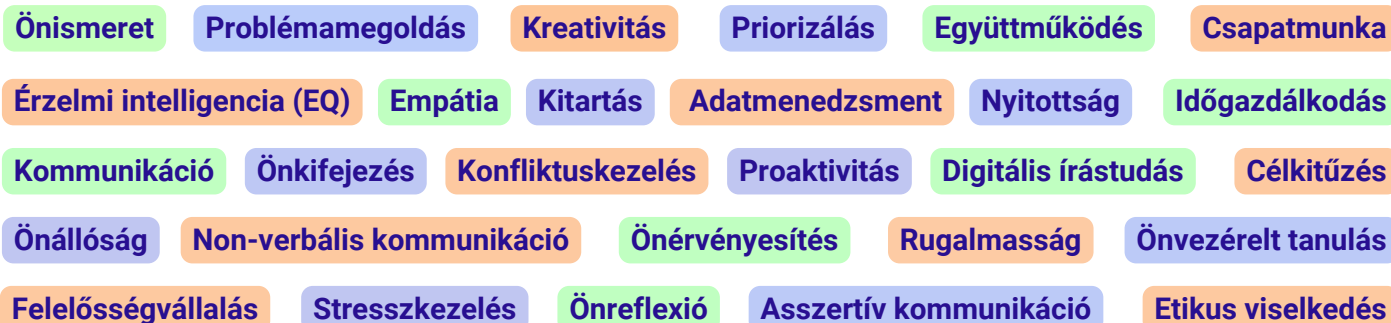 Önismeret Problémamegoldás Kreativitás Priorizálás Együttműködés Csapatmunka
Érzelmi intelligencia (EQ) Empátia Kitartás Adatmenedzsment Nyitottság Időgazdálkodás
Kommunikáció Önkifejezés Konfliktuskezelés Proaktivitás Digitális írástudás Célkitűzés
Önállóság Non-verbális kommunikáció Önérvényesítés Rugalmasság Önvezérelt tanulás
Felelősségvállalás Stresszkezelés Önreflexió Asszertív kommunikáció Etikus viselkedés